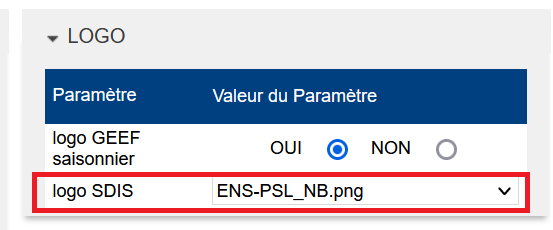 LOGO
Paramètre Valeur du Paramètre
logo GEEF
saisonnier
OUI NON
logo SDIS ENS-PSL_NB.png